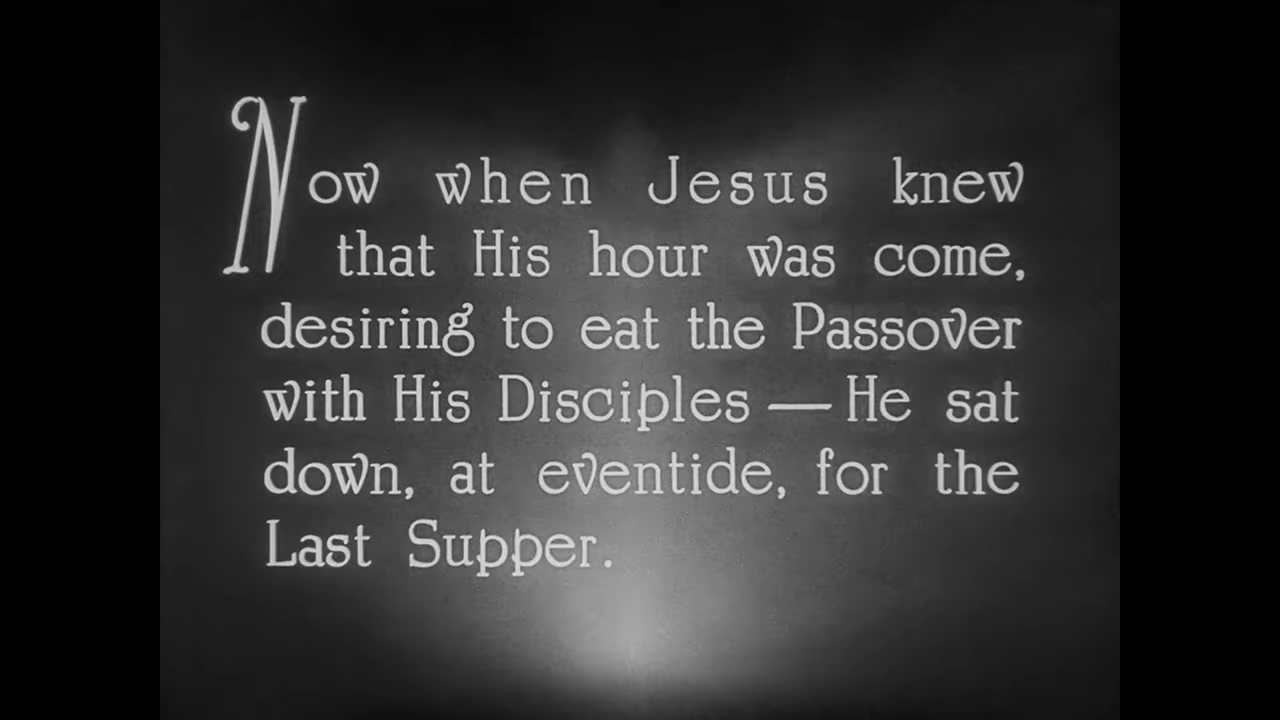 Now when Jesus knew
that His hour was come,
desiring to eat the Passover
with His Disciples — He sat
down, at eventide, for the
Last Supper.